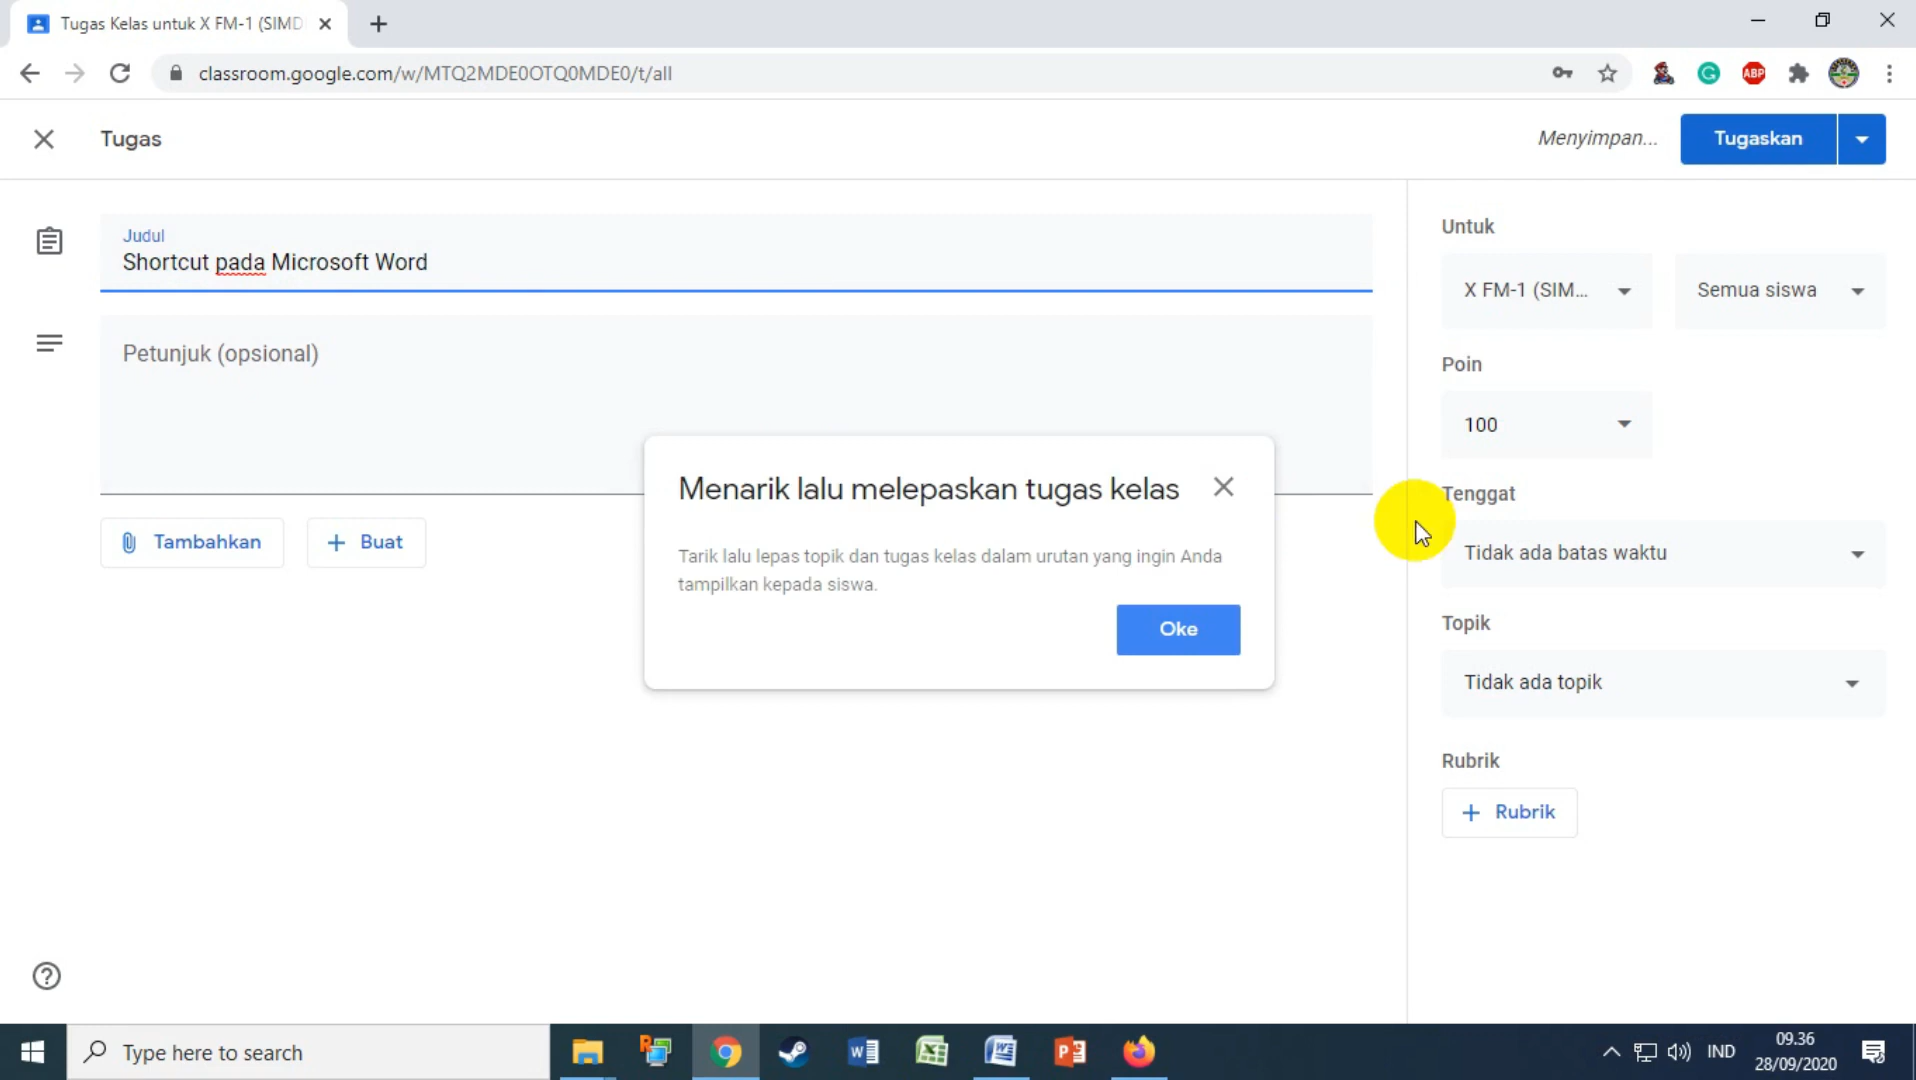 Tugas Kelas untuk X FM-1 (SIMD
classroom.google.com/w/MTQ2MDE0OTQ0MDE0/t/all
ABP
Tugas
Menyimpan...
Tugaskan
Judul
Shortcut pada Microsoft Word
Petunjuk (opsional)
Tambahkan
Buat
Menarik lalu melepaskan tugas kelas
Tarik lalu lepas topik dan tugas kelas dalam urutan yang ingin Anda
tampilkan kepada siswa.
Oke
Untuk
X FM-1 (SIM...
Semua siswa
Poin
100
Tenggat
Tidak ada batas waktu
Topik
Tidak ada topik
Rubrik
Rubrik
Type here to search
IND
09.36
28/09/2020